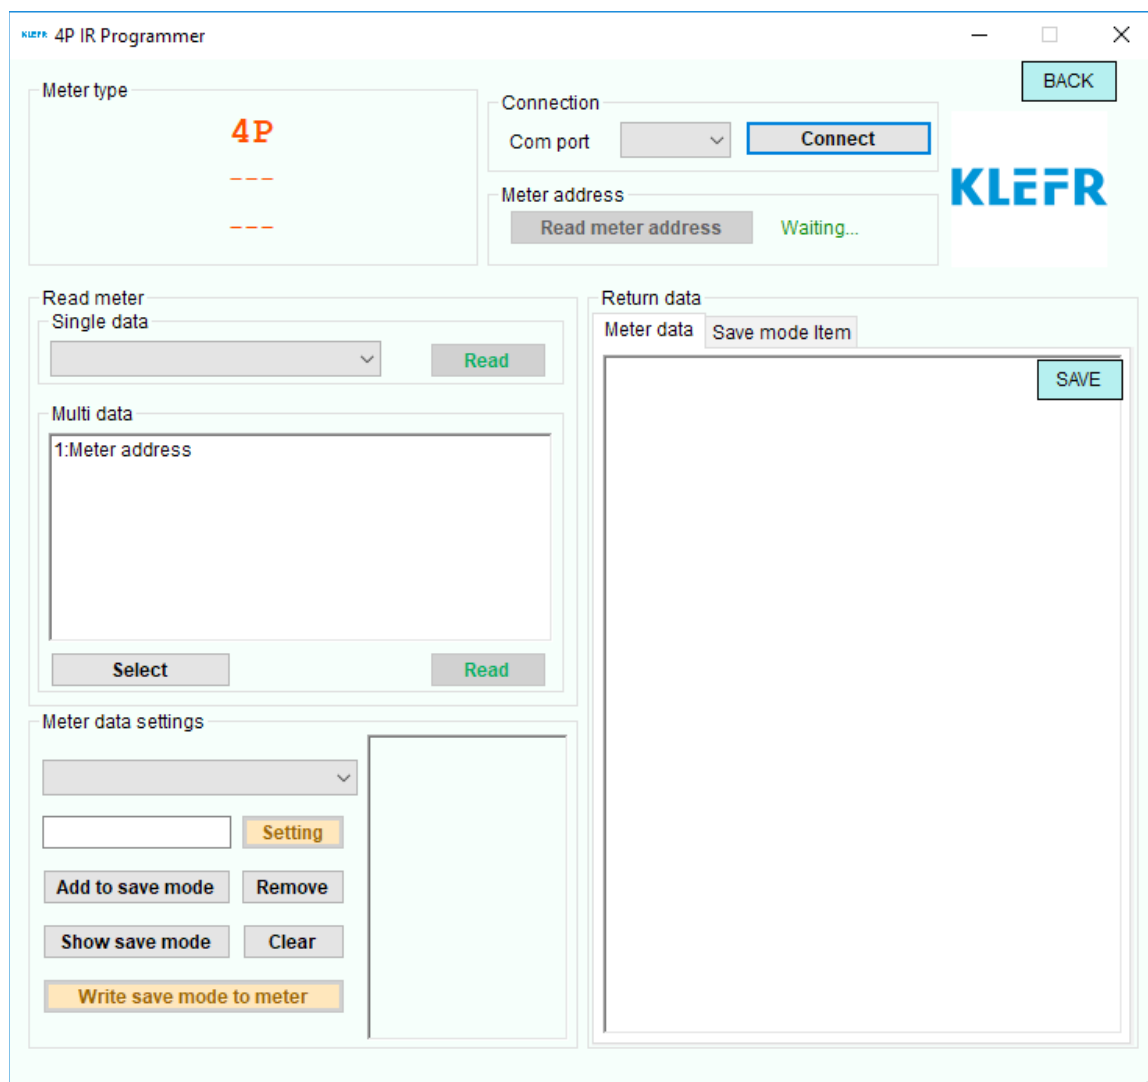 KLEFR 4P IR Programmer
BACK
Meter type
4P
---
---
Connection
Com port
Connect
Meter address
Read meter address
Waiting...
KLEFR
Read meter
Single data
Read
Multi data
1:Meter address
Select
Read
Return data
Meter data
Save mode Item
SAVE
Meter data settings
Setting
Add to save mode
Remove
Show save mode
Clear
Write save mode to meter